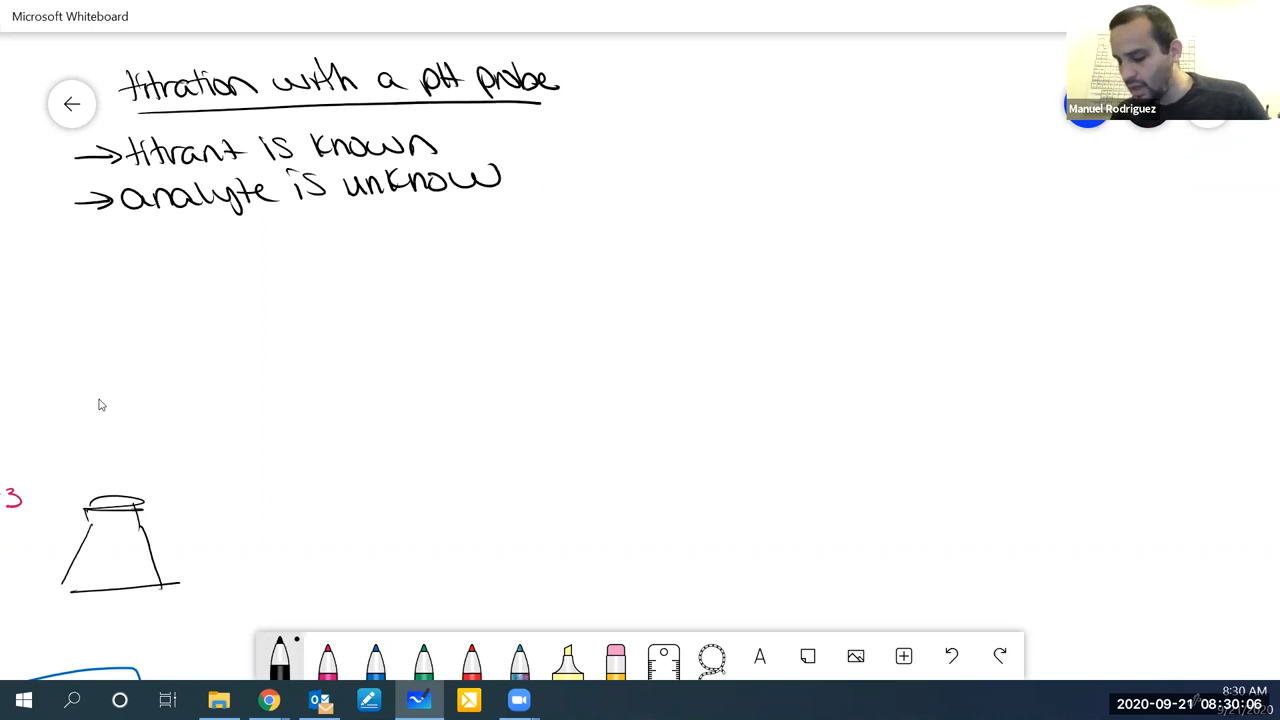 Microsoft Whiteboard
titration with a pH probe
→ titrant is known
→ analyte is unknow
Manuel Rodriguez
3
A
8:30 AM
2020-09-21 08:30:06